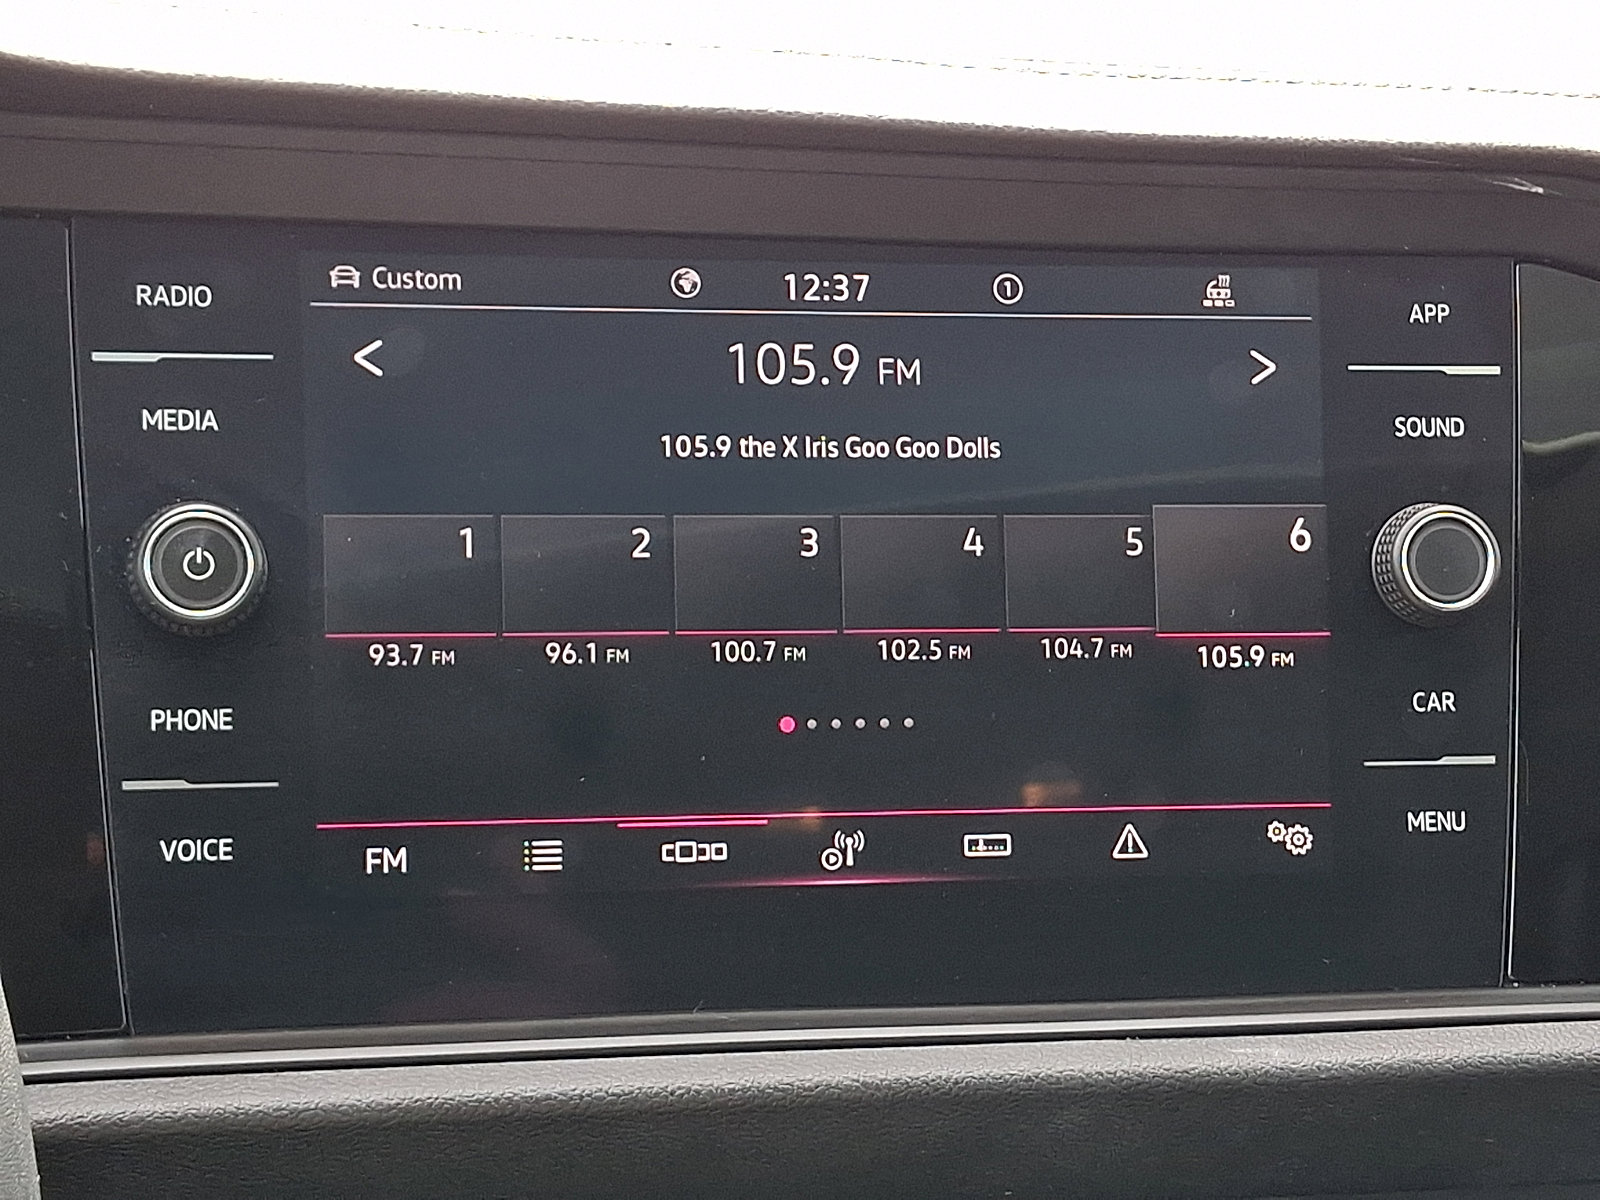 RADIO
MEDIA
PHONE
VOICE
Custom
12:37
1
105.9 FM
105.9 the X Iris Goo Goo Dolls
1 2 3 4 5 6
93.7 FM 96.1 FM 100.7 FM 102.5 FM 104.7 FM 105.9 FM
FM
APP
SOUND
CAR
MENU